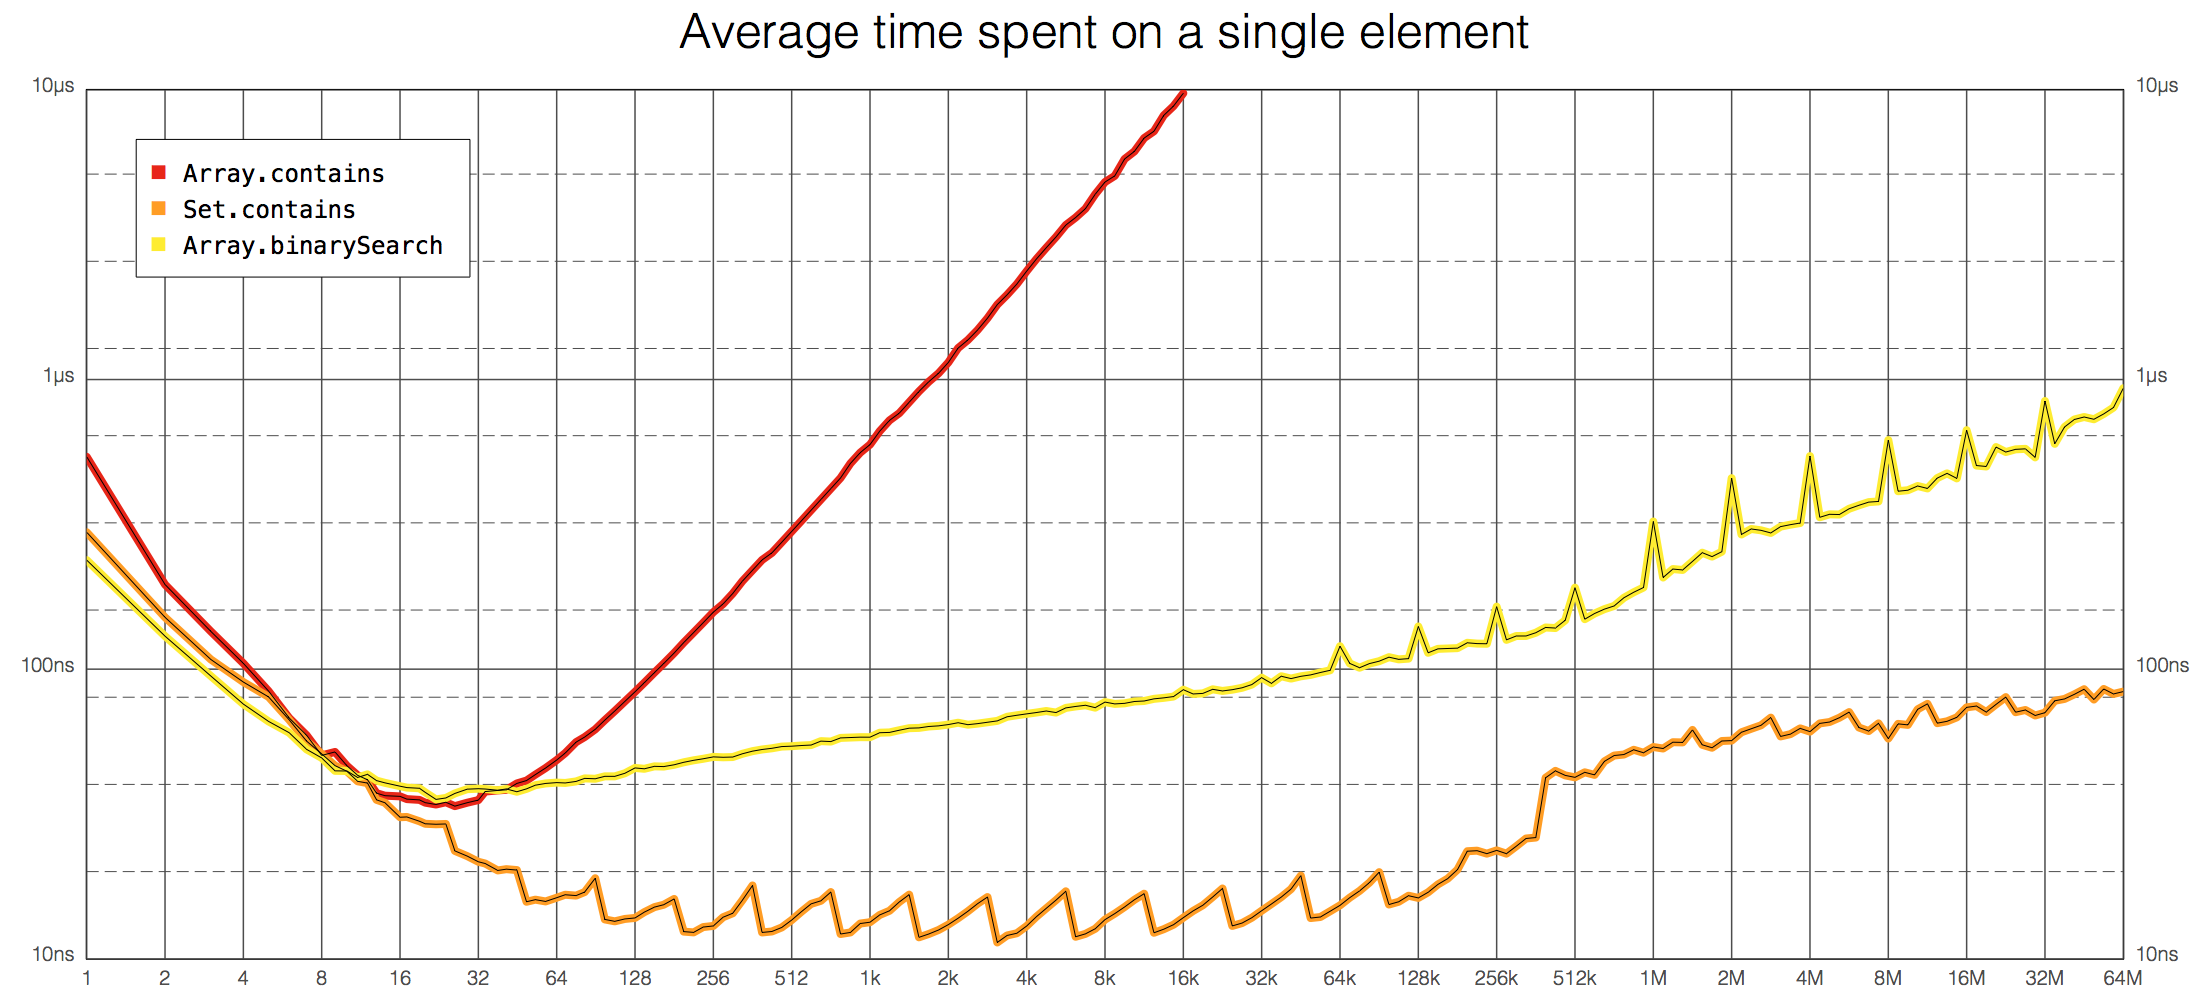 Average time spent on a single element
10µs 10µs
Array.contains
Set.contains
Array.binarySearch
1µs 1µs
100ns 100ns
10ns 10ns
1 2 4 8 16 32 64 128 256 512 1k 2k 4k 8k 16k 32k 64k 128k 256k 512k 1M 2M 4M 8M 16M 32M 64M